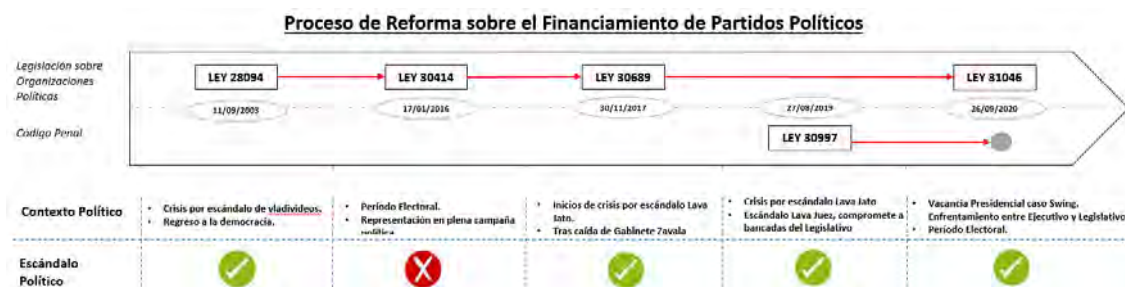 Proceso de Reforma sobre el Financiamiento de Partidos Políticos
Legislación sobre
Organizaciones
Políticas
LEY 28094
LEY 30414
LEY 30689
LEY 31046
11/09/2003
17/01/2016
30/11/2017
27/08/2019
26/09/2020
Código Penal
LEY 30997
Contexto Político
• Crisis por escándalo de vladivideos.
• Regreso a la democracia.
• Período Electoral.
• Representación en plena campaña
política
• Inicios de crisis por escándalo Lava
Jato.
• Tras caída de Gabinete Zavala
• Crisis por escándalo Lava Jato
• Escándalo Lava Juez, compromete a
bancadas del Legislativo
• Vacancia Presidencial caso Swing.
• Enfrentamiento entre Ejecutivo y Legislativo
• Período Electoral.
Escándalo
Político